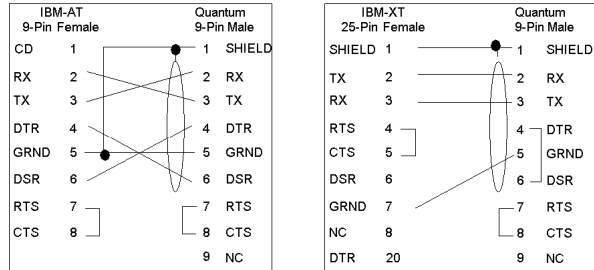 IBM-AT Quantum
9-Pin Female 9-Pin Male
CD 1 1 SHIELD
RX 2 2 RX
TX 3 3 TX
DTR 4 4 DTR
GRND 5 5 GRND
DSR 6 6 DSR
RTS 7 7 RTS
CTS 8 8 CTS
9 NC
IBM-XT Quantum
25-Pin Female 9-Pin Male
SHIELD 1 1 SHIELD
TX 2 2 RX
RX 3 3 TX
RTS 4 4 DTR
CTS 5 5 GRND
DSR 6 6 DSR
GRND 7 7 RTS
NC 8 8 CTS
DTR 20 9 NC